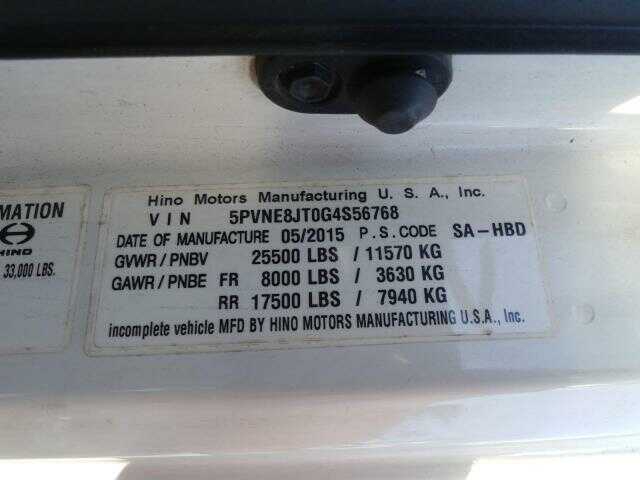 RMATION
HINO
33,000 LBS.
Hino Motors Manufacturing U. S. A., Inc.
VIN 5PVNE8JT0G4S56768
DATE OF MANUFACTURE 05/2015 P.S. CODE SA-HBD
GVWR / PNBV 25500 LBS / 11570 KG
GAWR / PNBE FR 8000 LBS / 3630 KG
RR 17500 LBS / 7940 KG
incomplete vehicle MFD BY HINO MOTORS MANUFACTURING U.S.A., Inc.